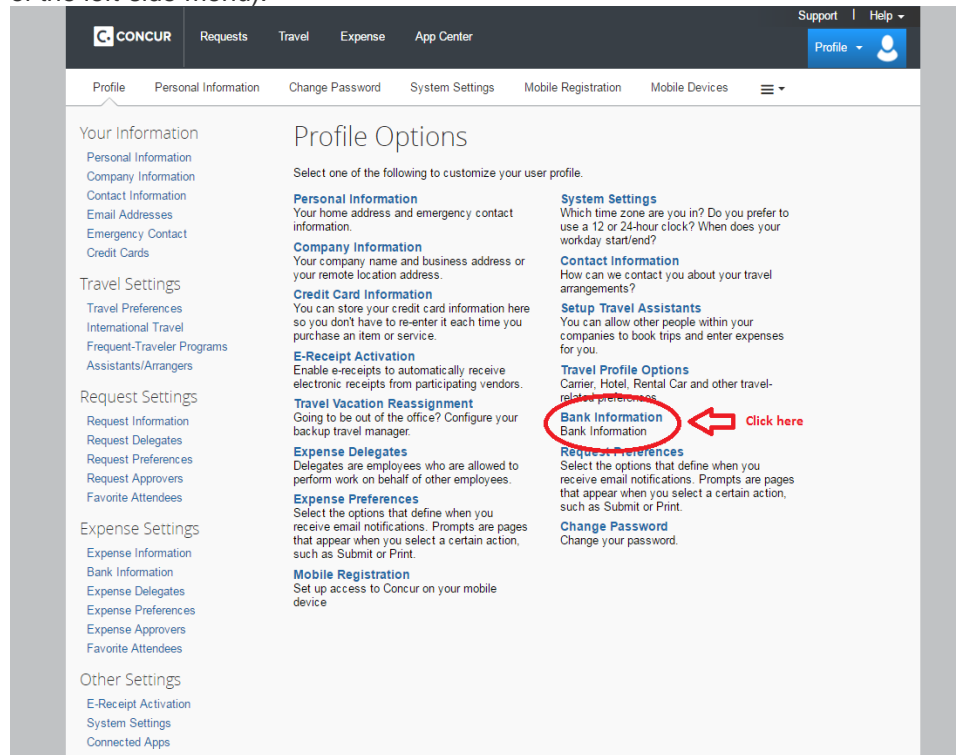 of the left-side menu).
Support | Help
C. CONCUR Requests Travel Expense App Center
Profile
Profile Personal Information Change Password System Settings Mobile Registration Mobile Devices
Your Information
Personal Information
Company Information
Contact Information
Email Addresses
Emergency Contact
Credit Cards
Travel Settings
Travel Preferences
International Travel
Frequent-Traveler Programs
Assistants/Arrangers
Request Settings
Request Information
Request Delegates
Request Preferences
Request Approvers
Favorite Attendees
Expense Settings
Expense Information
Bank Information
Expense Delegates
Expense Preferences
Expense Approvers
Favorite Attendees
Other Settings
E-Receipt Activation
System Settings
Connected Apps
Profile Options
Select one of the following to customize your user profile.
Personal Information
Your home address and emergency contact
information.
Company Information
Your company name and business address or
your remote location address.
Credit Card Information
You can store your credit card information here
so you don't have to re-enter it each time you
purchase an item or service.
E-Receipt Activation
Enable e-receipts to automatically receive
electronic receipts from participating vendors.
Travel Vacation Reassignment
Going to be out of the office? Configure your
backup travel manager.
Expense Delegates
Delegates are employees who are allowed to
perform work on behalf of other employees.
Expense Preferences
Select the options that define when you
receive email notifications. Prompts are pages
that appear when you select a certain action,
such as Submit or Print.
Mobile Registration
Set up access to Concur on your mobile
device
System Settings
Which time zone are you in? Do you prefer to
use a 12 or 24-hour clock? When does your
workday start/end?
Contact Information
How can we contact you about your travel
arrangements?
Setup Travel Assistants
You can allow other people within your
companies to book trips and enter expenses
for you.
Travel Profile Options
Carrier, Hotel, Rental Car and other travel-
related preferences.
Bank Information
Bank Information
Click here
Request Preferences
Select the options that define when you
receive email notifications. Prompts are pages
that appear when you select a certain action,
such as Submit or Print.
Change Password
Change your password.